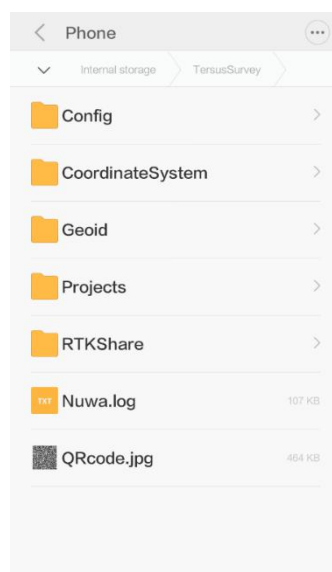 Phone
Internal storage TersusSurvey
Config
CoordinateSystem
Geoid
Projects
RTKShare
TXT Nuwa.log 107 KB
QRcode.jpg 464 KB